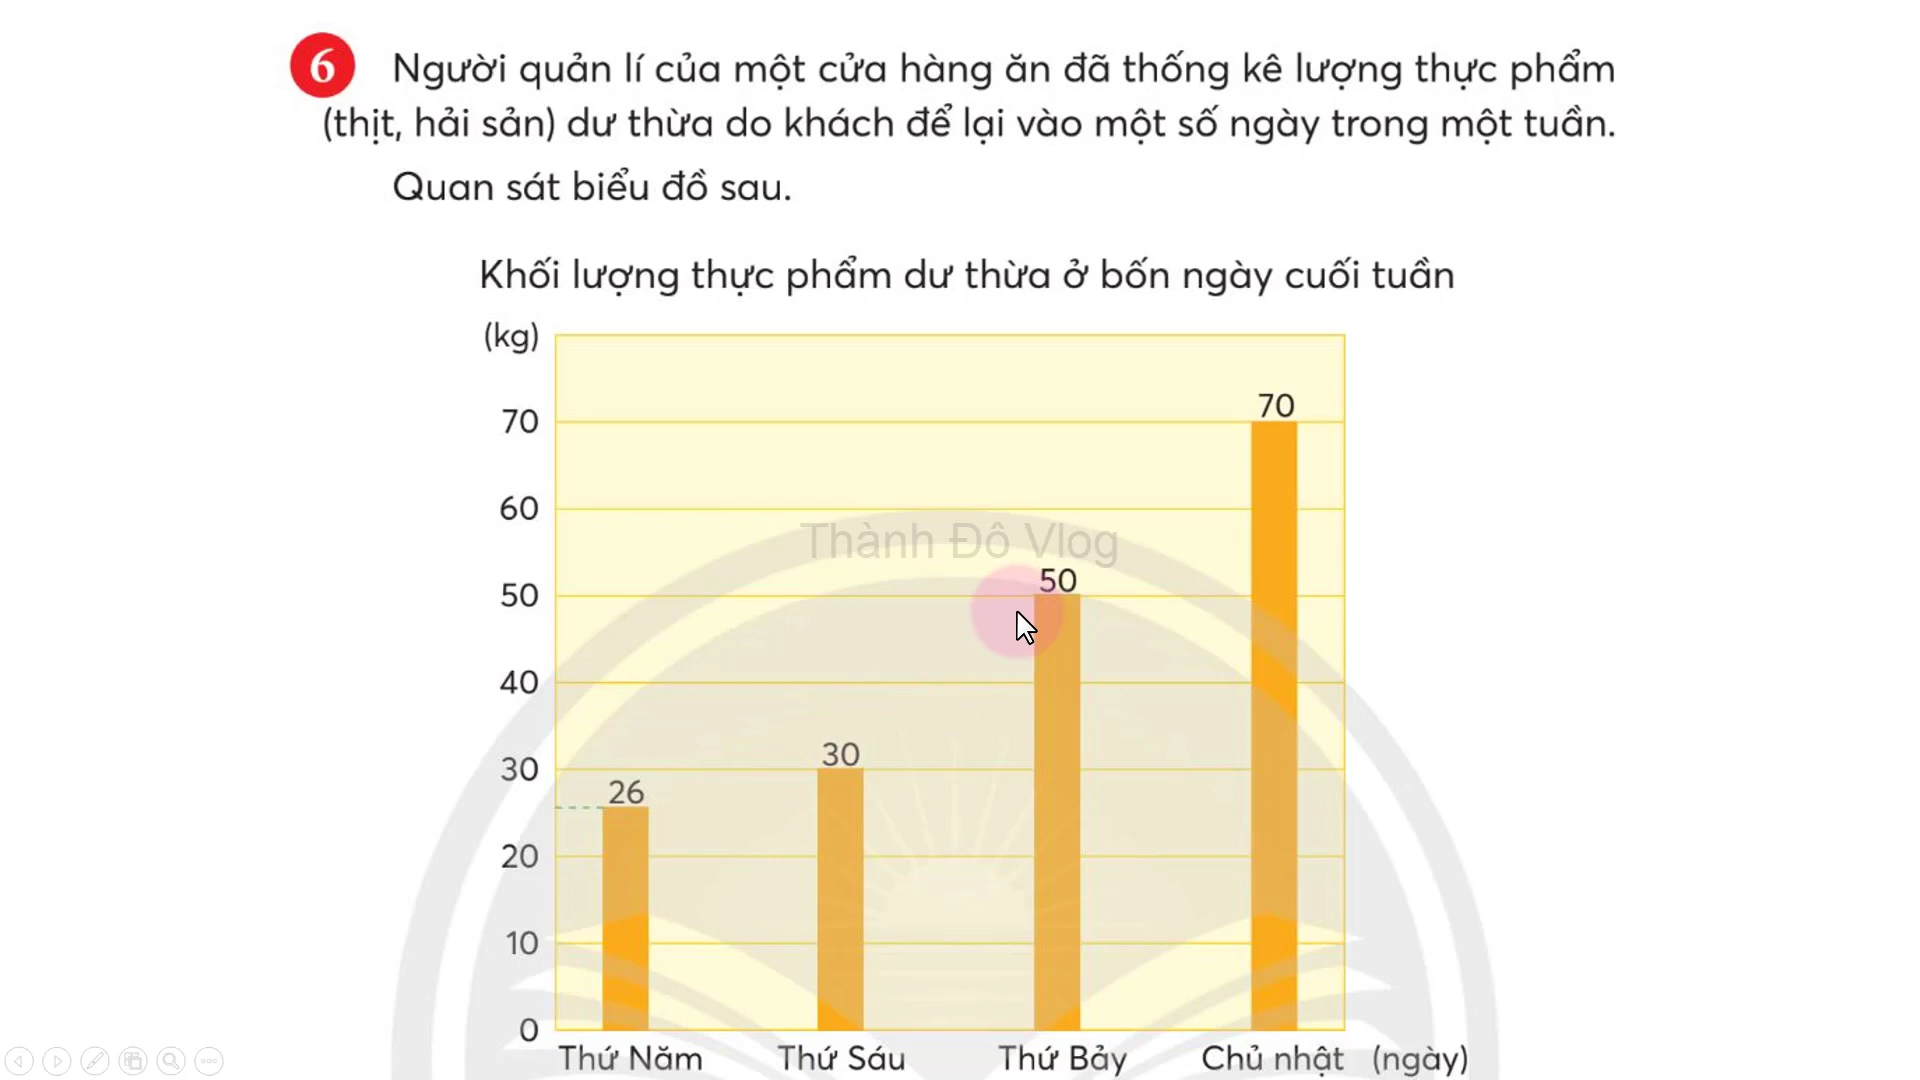 6 Người quản lí của một cửa hàng ăn đã thống kê lượng thực phẩm
(thịt, hải sản) dư thừa do khách để lại vào một số ngày trong một tuần.
Quan sát biểu đồ sau.
Khối lượng thực phẩm dư thừa ở bốn ngày cuối tuần
(kg)
70
70
60
Thành Đô Vlog
50
50
40
30
30
26
20
10
0
Thứ Năm Thứ Sáu Thứ Bảy Chủ nhật (ngày)